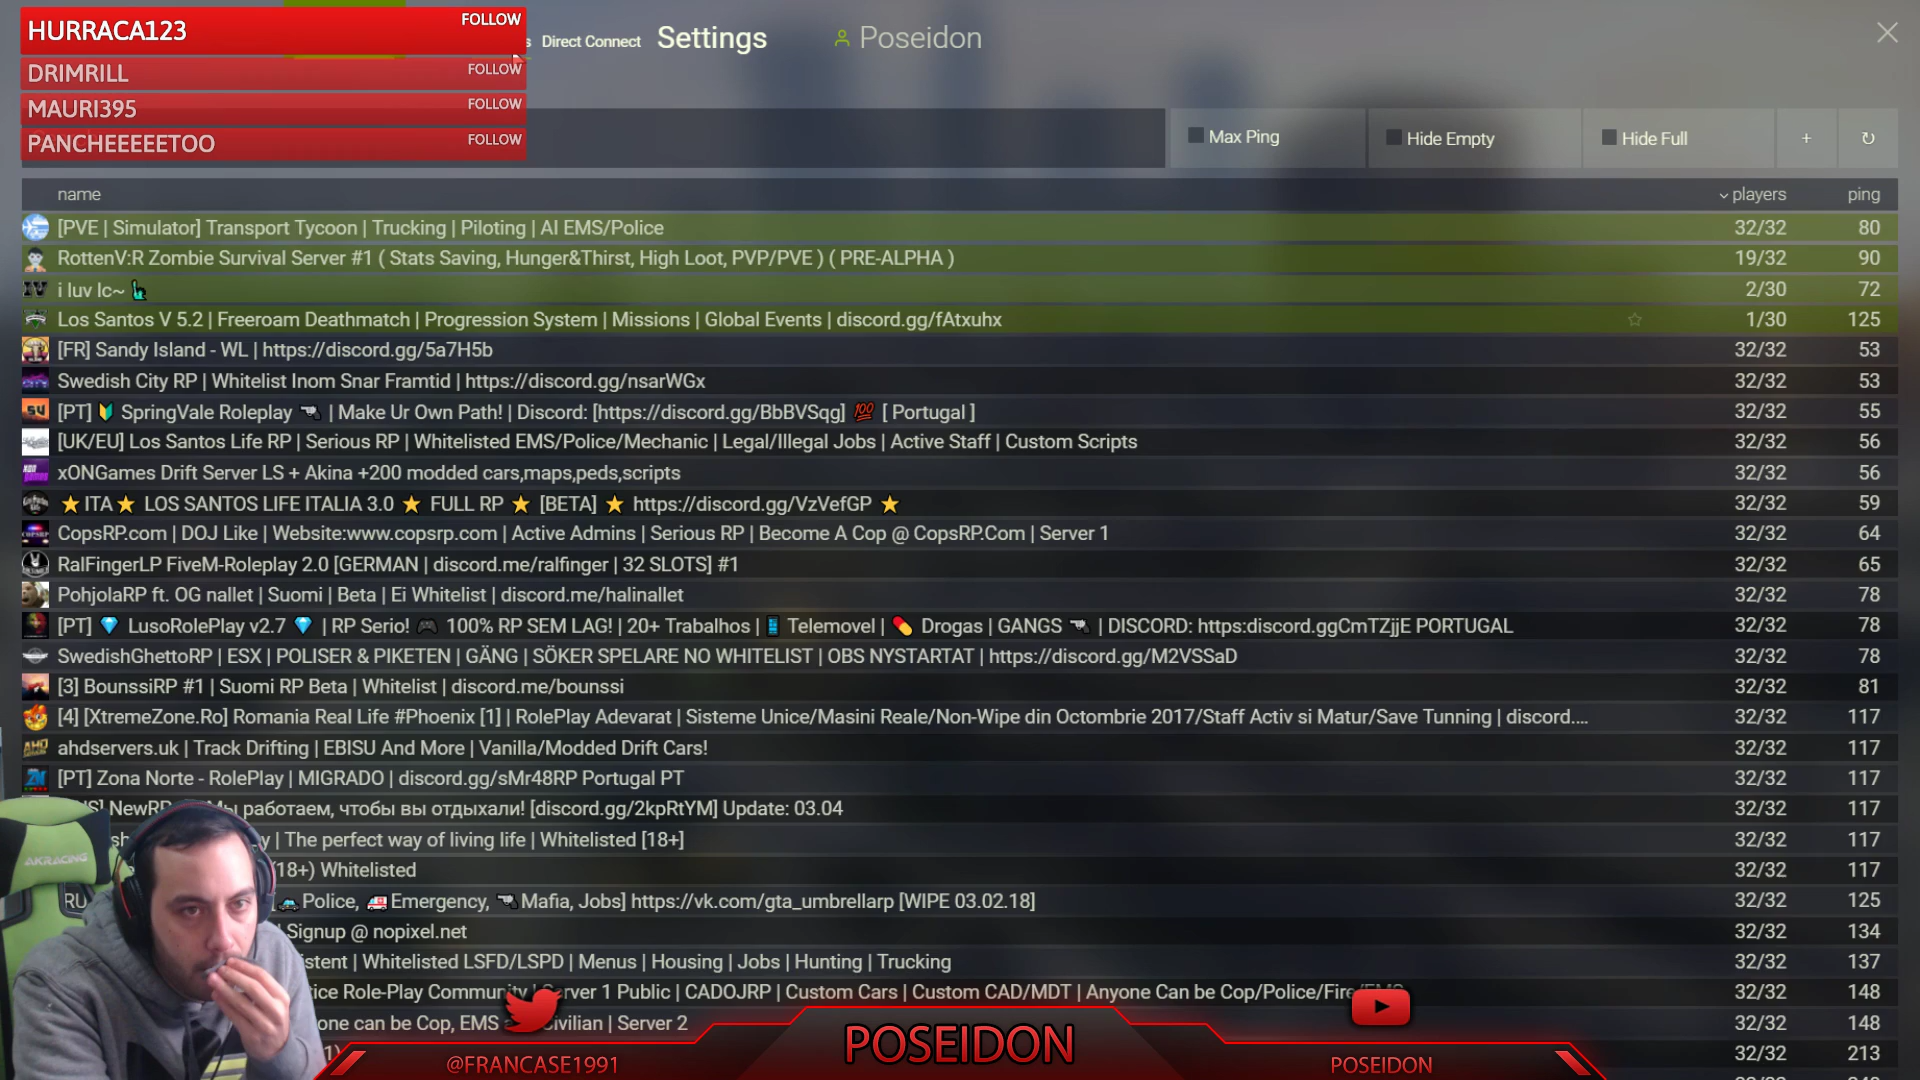 HURRACA123 FOLLOW
DRIMRILL FOLLOW
MAURI395 FOLLOW
PANCHEEEEETOO FOLLOW
s Direct Connect Settings Poseidon
Max Ping Hide Empty Hide Full + ↻
name players ping
[PVE | Simulator] Transport Tycoon | Trucking | Piloting | AI EMS/Police 32/32 80
RottenV:R Zombie Survival Server #1 ( Stats Saving, Hunger&Thirst, High Loot, PVP/PVE ) ( PRE-ALPHA ) 19/32 90
IV i luv lc~ 2/30 72
Los Santos V 5.2 | Freeroam Deathmatch | Progression System | Missions | Global Events | discord.gg/fAtxuhx ☆ 1/30 125
[FR] Sandy Island - WL | https://discord.gg/5a7H5b 32/32 53
Swedish City RP | Whitelist Inom Snar Framtid | https://discord.gg/nsarWGx 32/32 53
SV [PT] 🔰 SpringVale Roleplay 🔫 | Make Ur Own Path! | Discord: [https://discord.gg/BbBVSqg] 💯 [ Portugal ] 32/32 55
[UK/EU] Los Santos Life RP | Serious RP | Whitelisted EMS/Police/Mechanic | Legal/Illegal Jobs | Active Staff | Custom Scripts 32/32 56
XON GAMES xONGames Drift Server LS + Akina +200 modded cars,maps,peds,scripts 32/32 56
⭐ITA⭐ LOS SANTOS LIFE ITALIA 3.0 ⭐ FULL RP ⭐ [BETA] ⭐ https://discord.gg/VzVefGP ⭐ 32/32 59
COPSRP CopsRP.com | DOJ Like | Website:www.copsrp.com | Active Admins | Serious RP | Become A Cop @ CopsRP.Com | Server 1 32/32 64
RalFingerLP FiveM-Roleplay 2.0 [GERMAN | discord.me/ralfinger | 32 SLOTS] #1 32/32 65
PohjolaRP ft. OG nallet | Suomi | Beta | Ei Whitelist | discord.me/halinallet 32/32 78
[PT] 💎 LusoRolePlay v2.7 💎 | RP Serio! 🎮 100% RP SEM LAG! | 20+ Trabalhos | 📱 Telemovel | 💊 Drogas | GANGS 🔫 | DISCORD: https:discord.ggCmTZjjE PORTUGAL 32/32 78
SwedishGhettoRP | ESX | POLISER & PIKETEN | GÄNG | SÖKER SPELARE NO WHITELIST | OBS NYSTARTAT | https://discord.gg/M2VSSaD 32/32 78
[3] BounssiRP #1 | Suomi RP Beta | Whitelist | discord.me/bounssi 32/32 81
[4] [XtremeZone.Ro] Romania Real Life #Phoenix [1] | RolePlay Adevarat | Sisteme Unice/Masini Reale/Non-Wipe din Octombrie 2017/Staff Activ si Matur/Save Tunning | discord.... 32/32 117
AHD ahdservers.uk | Track Drifting | EBISU And More | Vanilla/Modded Drift Cars! 32/32 117
ZN [PT] Zona Norte - RolePlay | MIGRADO | discord.gg/sMr48RP Portugal PT 32/32 117
S] NewRP Мы работаем, чтобы вы отдыхали! [discord.gg/2kpRtYM] Update: 03.04 32/32 117
y | The perfect way of living life | Whitelisted [18+] 32/32 117
(18+) Whitelisted 32/32 117
RU [🚓Police, 🚑Emergency, 🔫Mafia, Jobs] https://vk.com/gta_umbrellarp [WIPE 03.02.18] 32/32 125
| Signup @ nopixel.net 32/32 134
istent | Whitelisted LSFD/LSPD | Menus | Housing | Jobs | Hunting | Trucking 32/32 137
ice Role-Play Community | Server 1 Public | CADOJRP | Custom Cars | Custom CAD/MDT | Anyone Can be Cop/Police/Fire/EMS 32/32 148
one can be Cop, EMS Civilian | Server 2 32/32 148
1) 32/32 213
AKRACING
@FRANCASE1991 POSEIDON POSEIDON